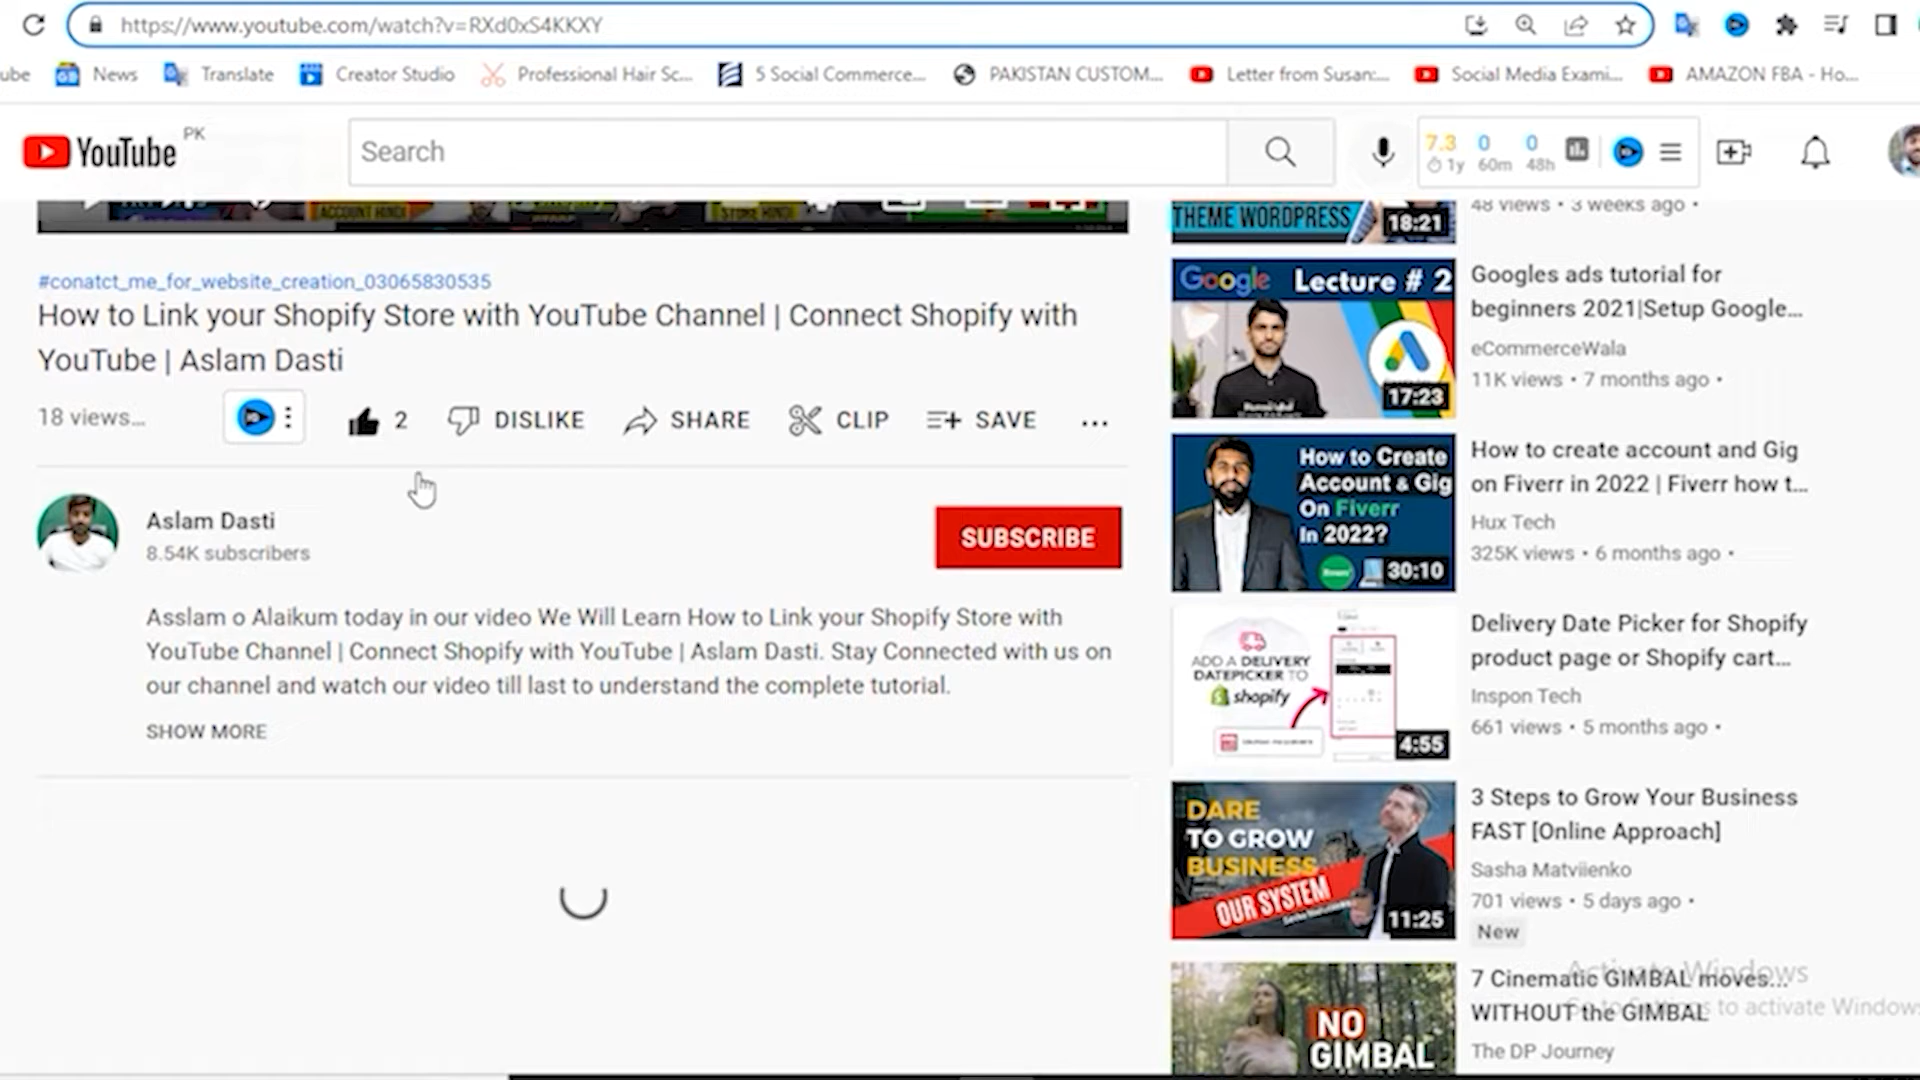 https://www.youtube.com/watch?v=RXd0xS4KKXY
ube
News
Translate
Creator Studio
Professional Hair Sc...
5 Social Commerce...
PAKISTAN CUSTOM...
Letter from Susan:...
Social Media Exami...
AMAZON FBA - Ho...
YouTube PK
Search
7.3 0 0
1y 60m 48h
#conatct_me_for_website_creation_03065830535
How to Link your Shopify Store with YouTube Channel | Connect Shopify with
YouTube | Aslam Dasti
18 views...
2
DISLIKE
SHARE
CLIP
SAVE
Aslam Dasti
8.54K subscribers
SUBSCRIBE
Asslam o Alaikum today in our video We Will Learn How to Link your Shopify Store with
YouTube Channel | Connect Shopify with YouTube | Aslam Dasti. Stay Connected with us on
our channel and watch our video till last to understand the complete tutorial.
SHOW MORE
ACCOUNT HINDI
STORE HINDI
THEME WORDPRESS
18:21
48 views • 3 weeks ago •
Google Lecture # 2
17:23
Googles ads tutorial for
beginners 2021|Setup Google...
eCommerceWala
11K views • 7 months ago •
How to Create
Account & Gig
On Fiverr
In 2022?
30:10
How to create account and Gig
on Fiverr in 2022 | Fiverr how t...
Hux Tech
325K views • 6 months ago •
ADD A DELIVERY
DATEPICKER TO
shopify
4:55
Delivery Date Picker for Shopify
product page or Shopify cart...
Inspon Tech
661 views • 5 months ago •
DARE
TO GROW
BUSINESS
OUR SYSTEM
11:25
3 Steps to Grow Your Business
FAST [Online Approach]
Sasha Matviienko
701 views • 5 days ago •
New
NO
GIMBAL
7 Cinematic GIMBAL moves...
WITHOUT the GIMBAL
The DP Journey
Activate Windows
Go to Settings to activate Windows